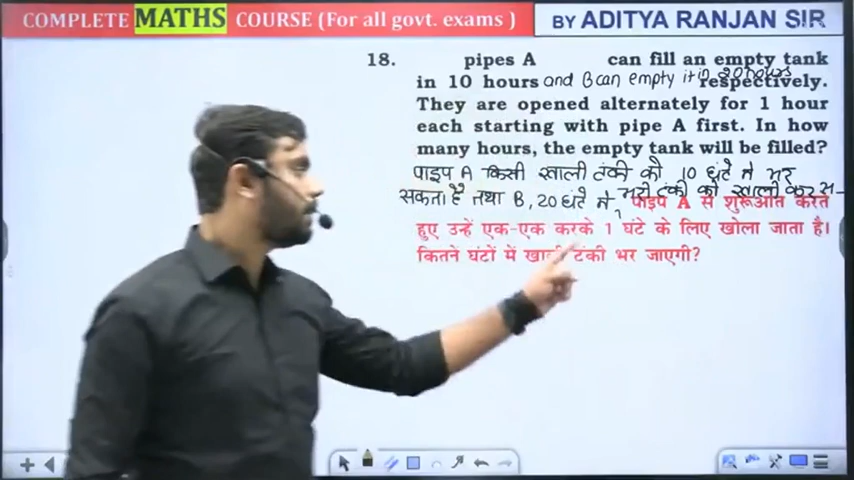 COMPLETE MATHS COURSE (For all govt. exams)
BY ADITYA RANJAN SIR
18. pipes A can fill an empty tank
in 10 hours and B can empty it in 20 hours respectively.
They are opened alternately for 1 hour
each starting with pipe A first. In how
many hours, the empty tank will be filled?
पाइप A किसी खाली टंकी को 10 घंटे में भर
सकता है तथा B, 20 घंटे में भरी टंकी को खाली कर स-
पाइप A से शुरूआत करते
हुए उन्हें एक-एक करके 1 घंटे के लिए खोला जाता है।
कितने घंटों में खाली टंकी भर जाएगी?